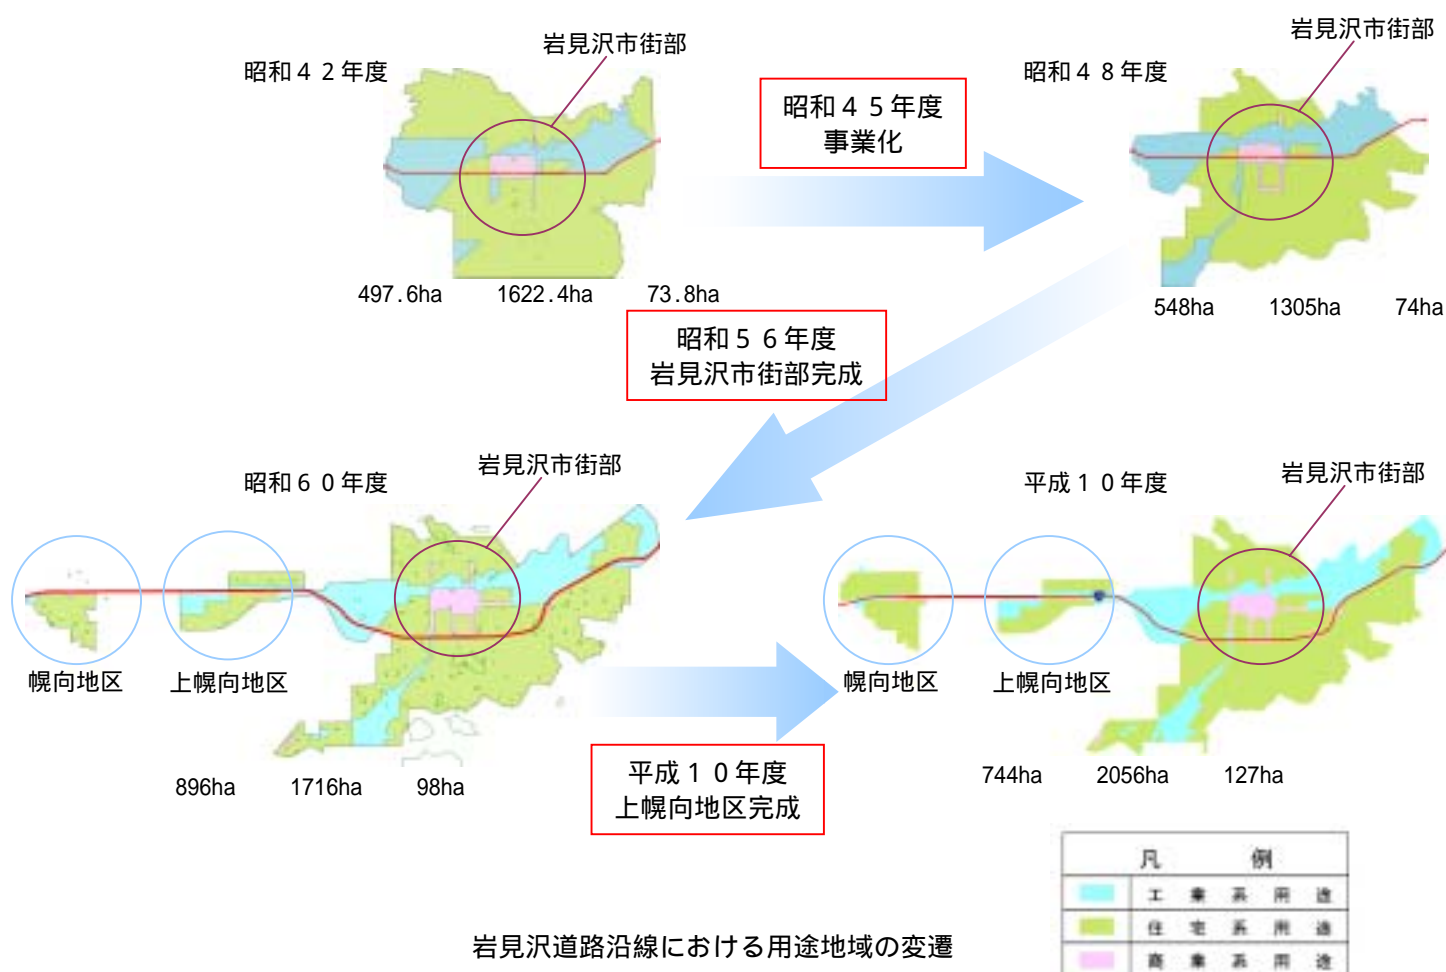 岩見沢市街部
昭和４２年度
昭和４５年度
事業化
岩見沢市街部
昭和４８年度
497.6ha 1622.4ha 73.8ha
548ha 1305ha 74ha
昭和５６年度
岩見沢市街部完成
岩見沢市街部
昭和６０年度
幌向地区
上幌向地区
896ha 1716ha 98ha
平成１０年度
上幌向地区完成
岩見沢市街部
平成１０年度
幌向地区
上幌向地区
744ha 2056ha 127ha
凡 例
工業系用途
住宅系用途
商業系用途
岩見沢道路沿線における用途地域の変遷